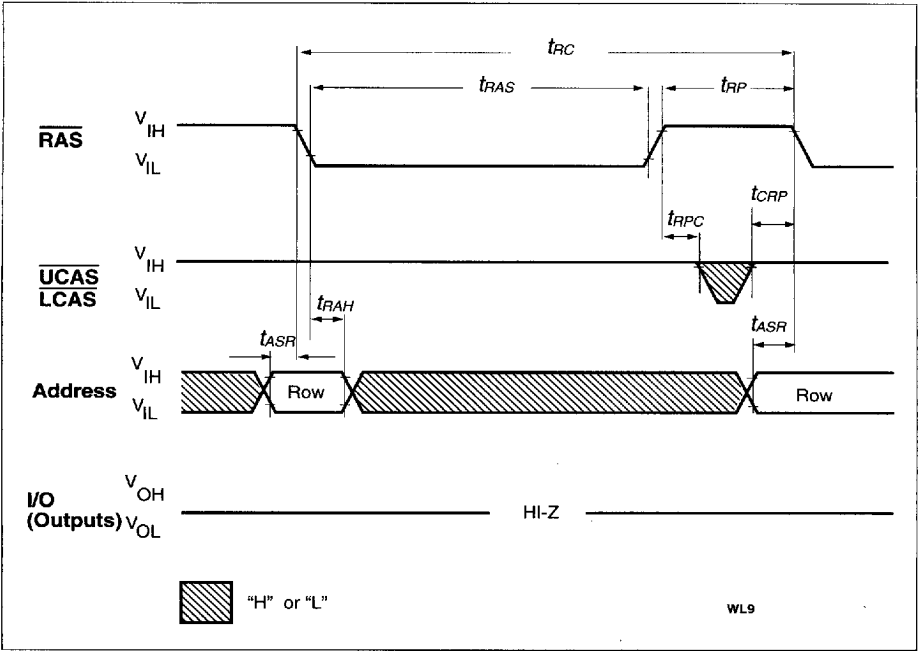 tRC
tRAS
tRP
RAS
VIH
VIL
tCRP
tRPC
UCAS
LCAS
VIH
VIL
tRAH
tASR
tASR
Address
VIH
VIL
Row
Row
I/O
(Outputs)
VOH
VOL
HI-Z
"H" or "L"
WL9